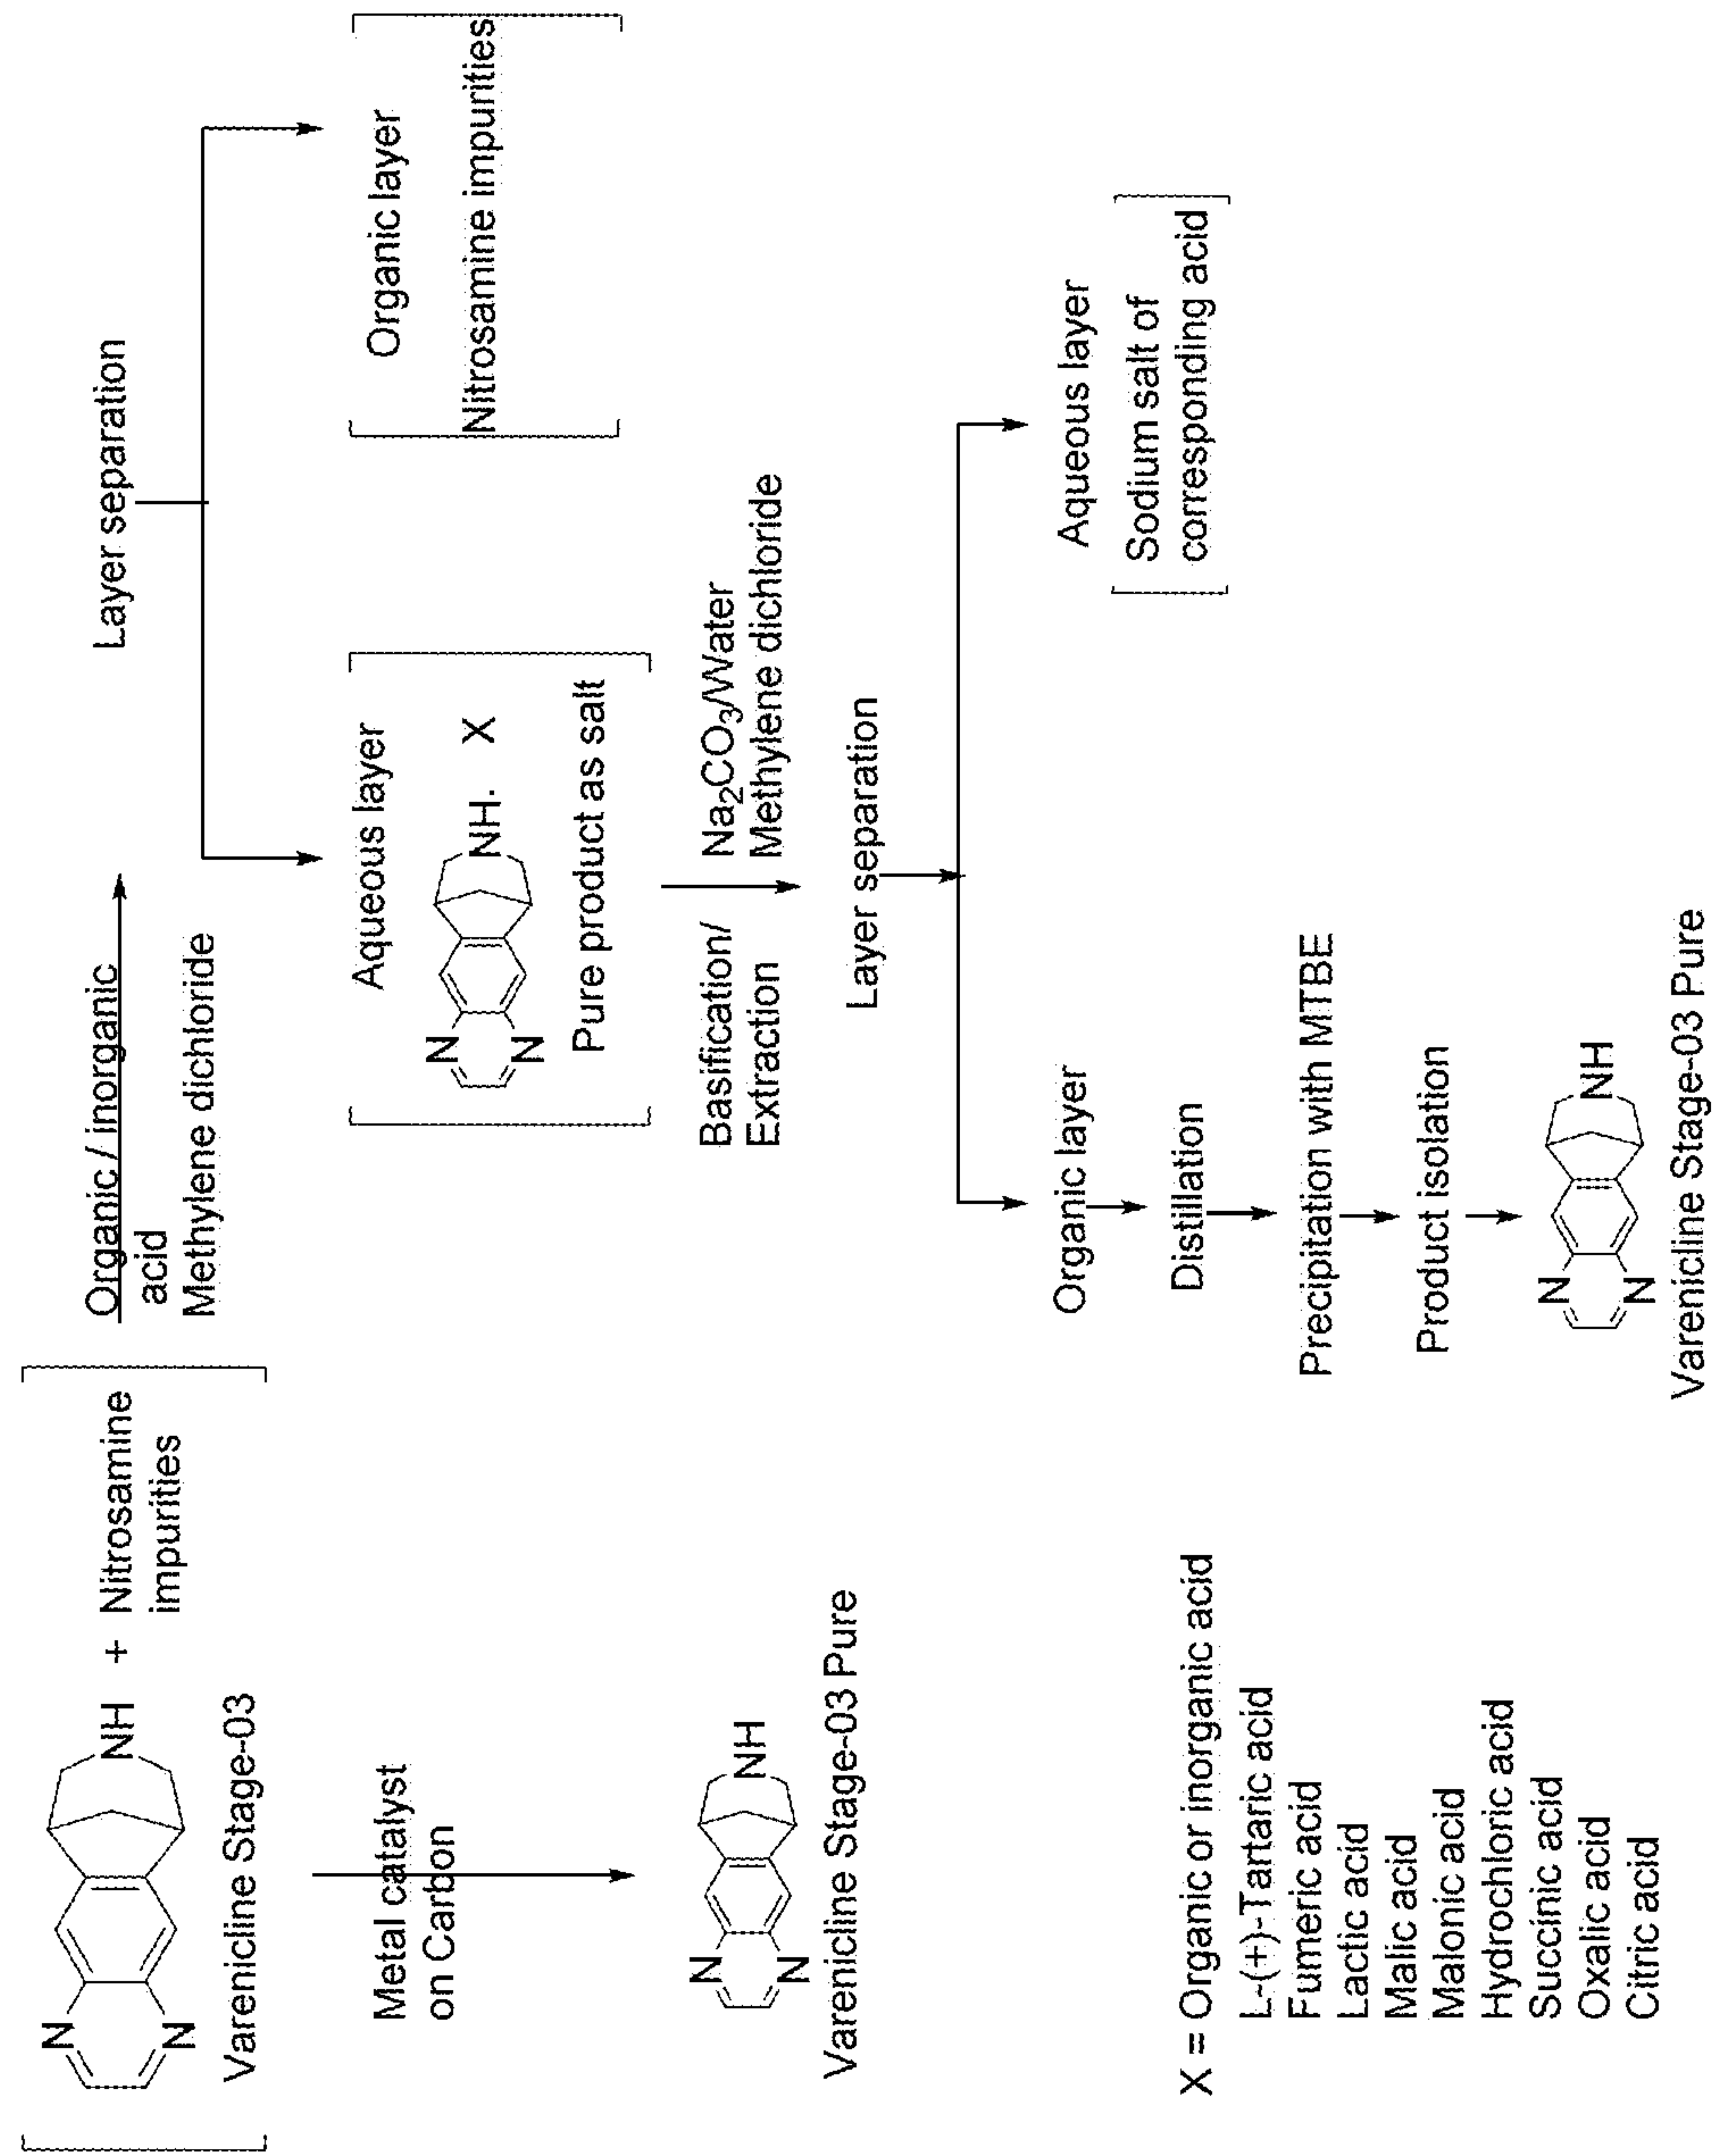 N
N
NH + Nitrosamine
impurities
Varenicline Stage-03
Organic / inorganic
acid
Methylene dichloride
Layer separation
Metal catalyst
on Carbon
N
N
NH
Varenicline Stage-03 Pure
Aqueous layer
N
N
NH. X
Pure product as salt
Organic layer
Nitrosamine impurities
Basification/
Extraction
Na₂CO₃/Water
Methylene dichloride
Layer separation
Organic layer
Distillation
Precipitation with MTBE
Product isolation
N
N
NH
Varenicline Stage-03 Pure
Aqueous layer
Sodium salt of
corresponding acid
X = Organic or inorganic acid
L-(+)-Tartaric acid
Fumeric acid
Lactic acid
Malic acid
Malonic acid
Hydrochloric acid
Succinic acid
Oxalic acid
Citric acid